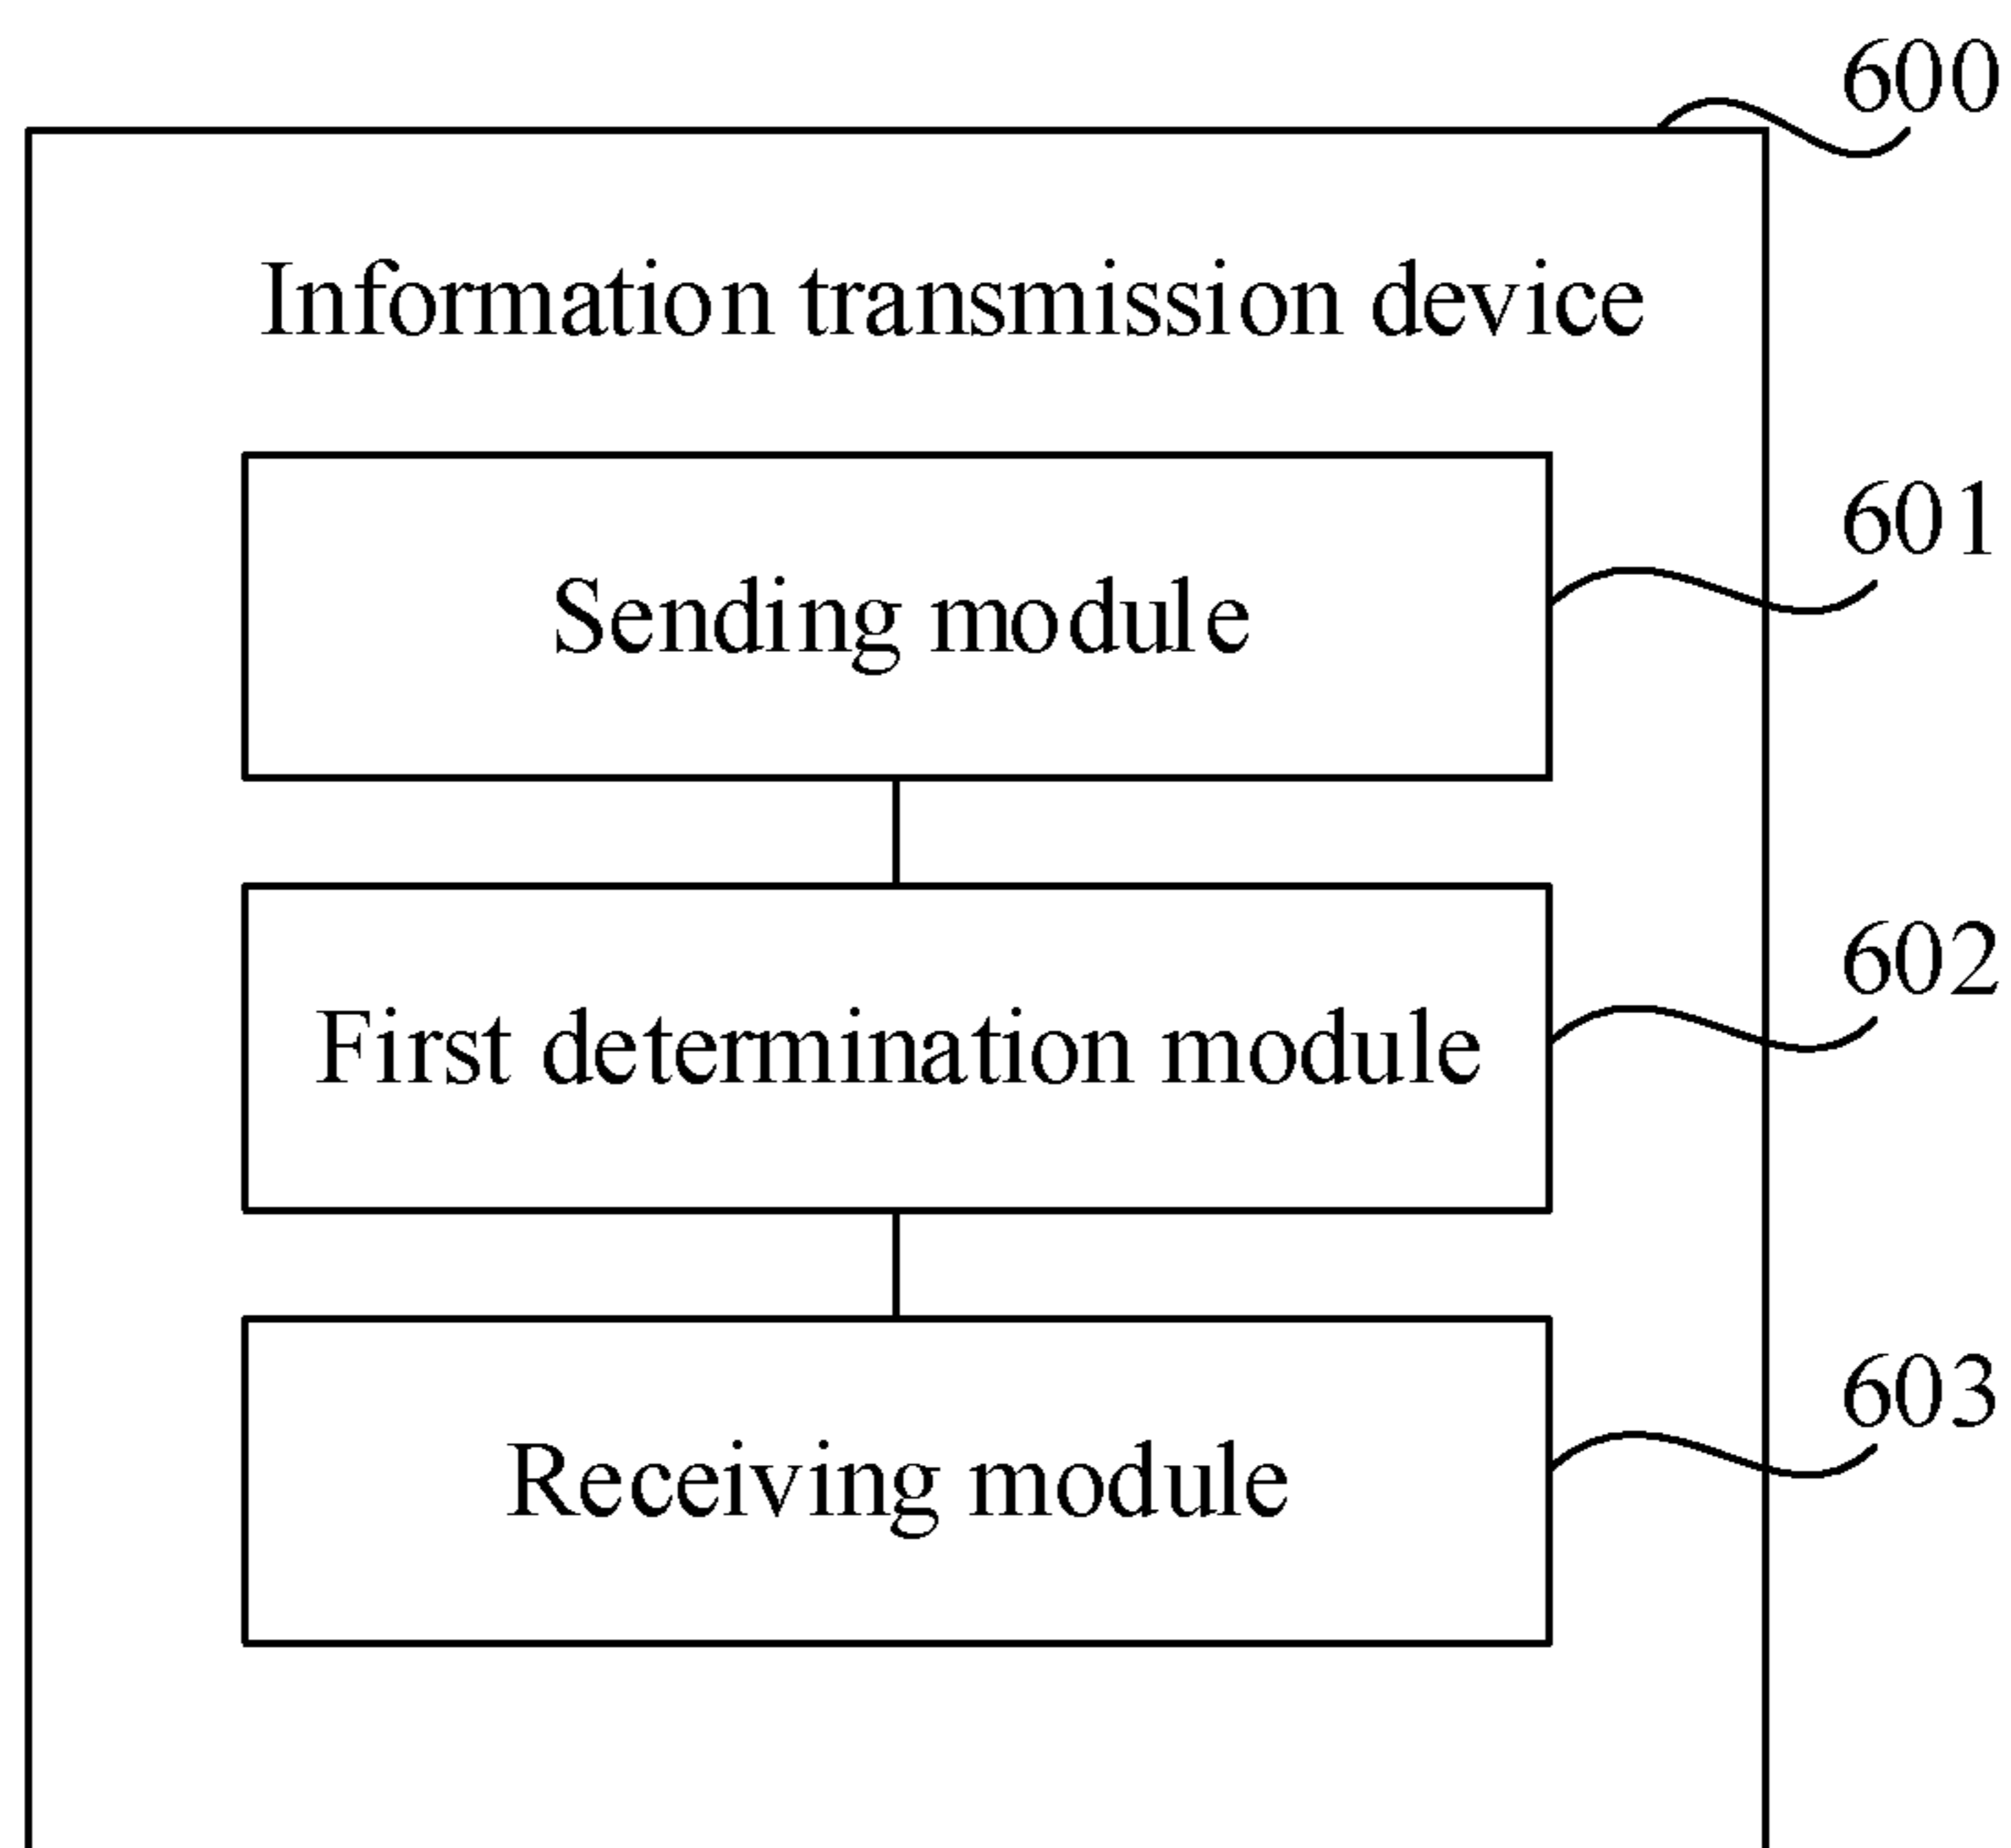 600
Information transmission device
601
Sending module
602
First determination module
603
Receiving module